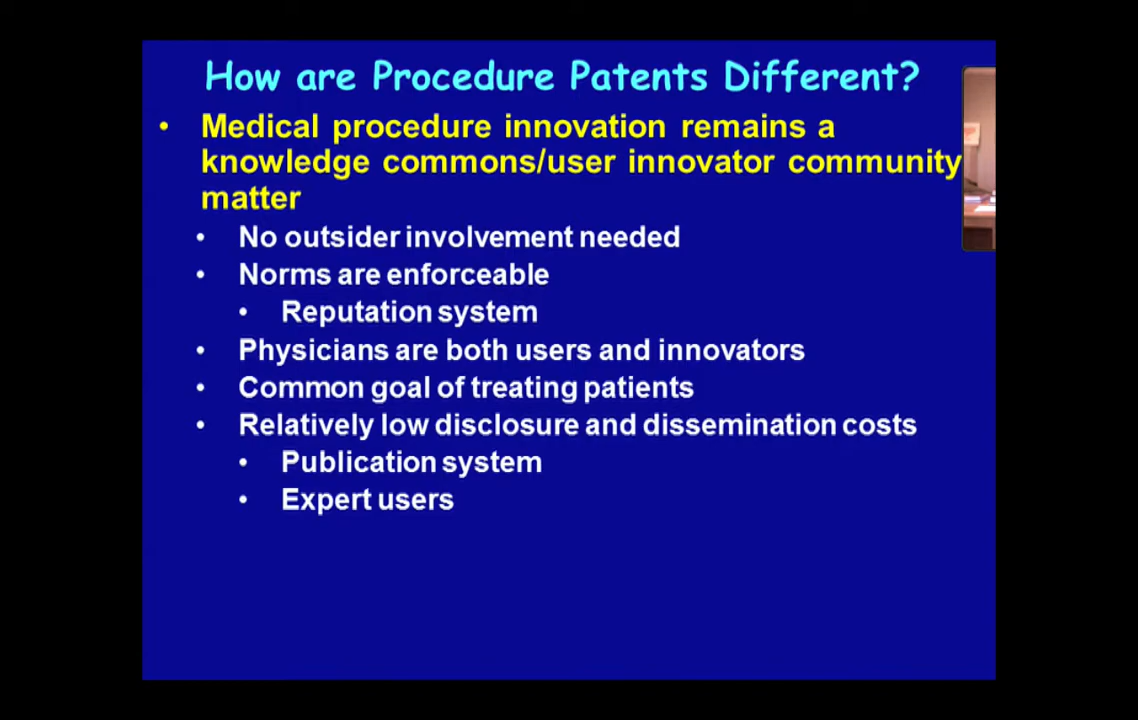 How are Procedure Patents Different?
• Medical procedure innovation remains a
knowledge commons/user innovator community
matter
• No outsider involvement needed
• Norms are enforceable
• Reputation system
• Physicians are both users and innovators
• Common goal of treating patients
• Relatively low disclosure and dissemination costs
• Publication system
• Expert users